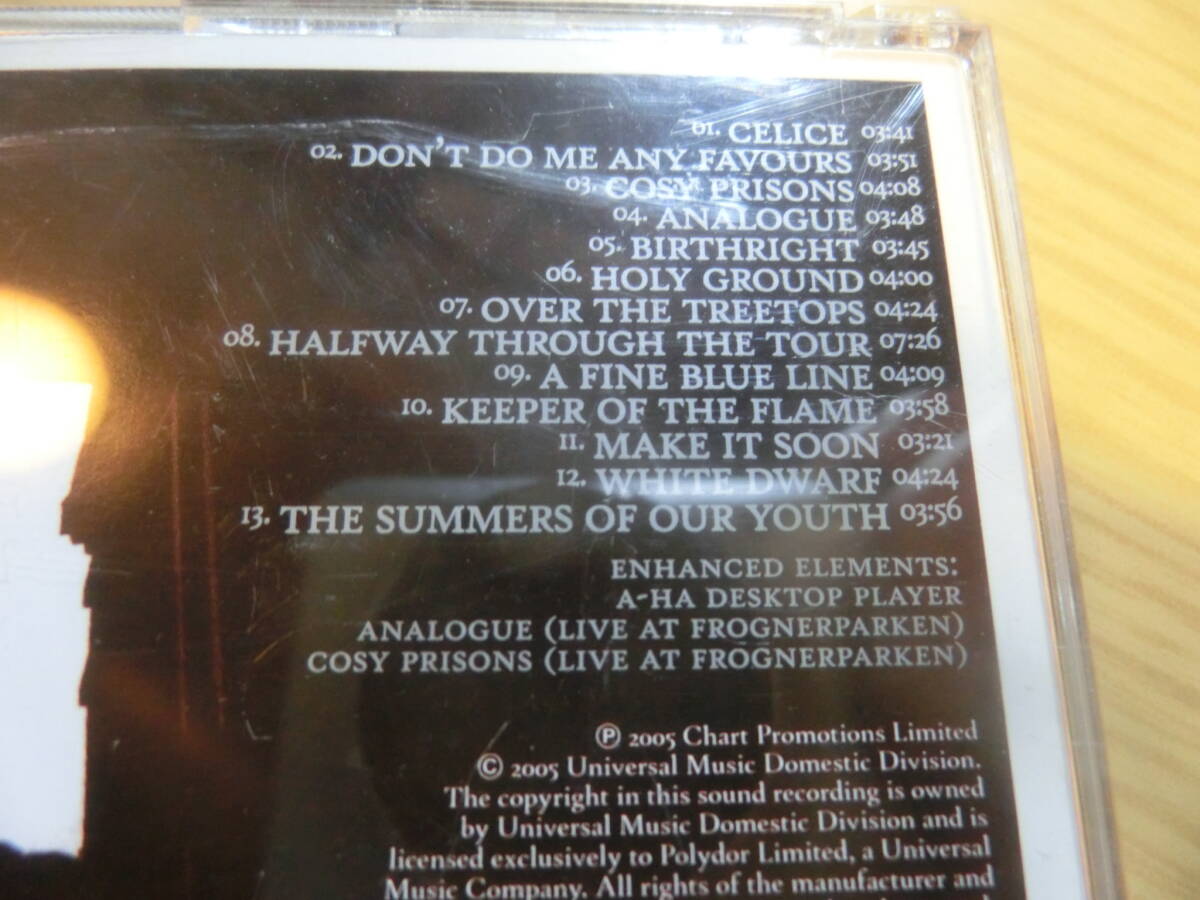 01. CELICE 03:41
02. DON'T DO ME ANY FAVOURS 03:51
03. COSY PRISONS 04:08
04. ANALOGUE 03:48
05. BIRTHRIGHT 03:45
06. HOLY GROUND 04:00
07. OVER THE TREETOPS 04:24
08. HALFWAY THROUGH THE TOUR 07:26
09. A FINE BLUE LINE 04:09
10. KEEPER OF THE FLAME 03:58
11. MAKE IT SOON 03:21
12. WHITE DWARF 04:24
13. THE SUMMERS OF OUR YOUTH 03:56
ENHANCED ELEMENTS:
A-HA DESKTOP PLAYER
ANALOGUE (LIVE AT FROGNERPARKEN)
COSY PRISONS (LIVE AT FROGNERPARKEN)
℗ 2005 Chart Promotions Limited
© 2005 Universal Music Domestic Division.
The copyright in this sound recording is owned
by Universal Music Domestic Division and is
licensed exclusively to Polydor Limited, a Universal
Music Company. All rights of the manufacturer and